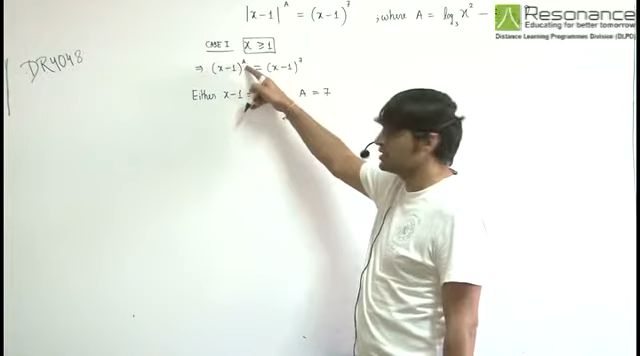 |x-1|^A = (x-1)^7 ; where A = log₃ x² -
Resonance
Educating for better tomorrow
Distance Learning Programmes Division (DLPD)
DR4048
CASE I x ≥ 1
⇒ (x-1)^A = (x-1)^7
Either x-1 = A = 7